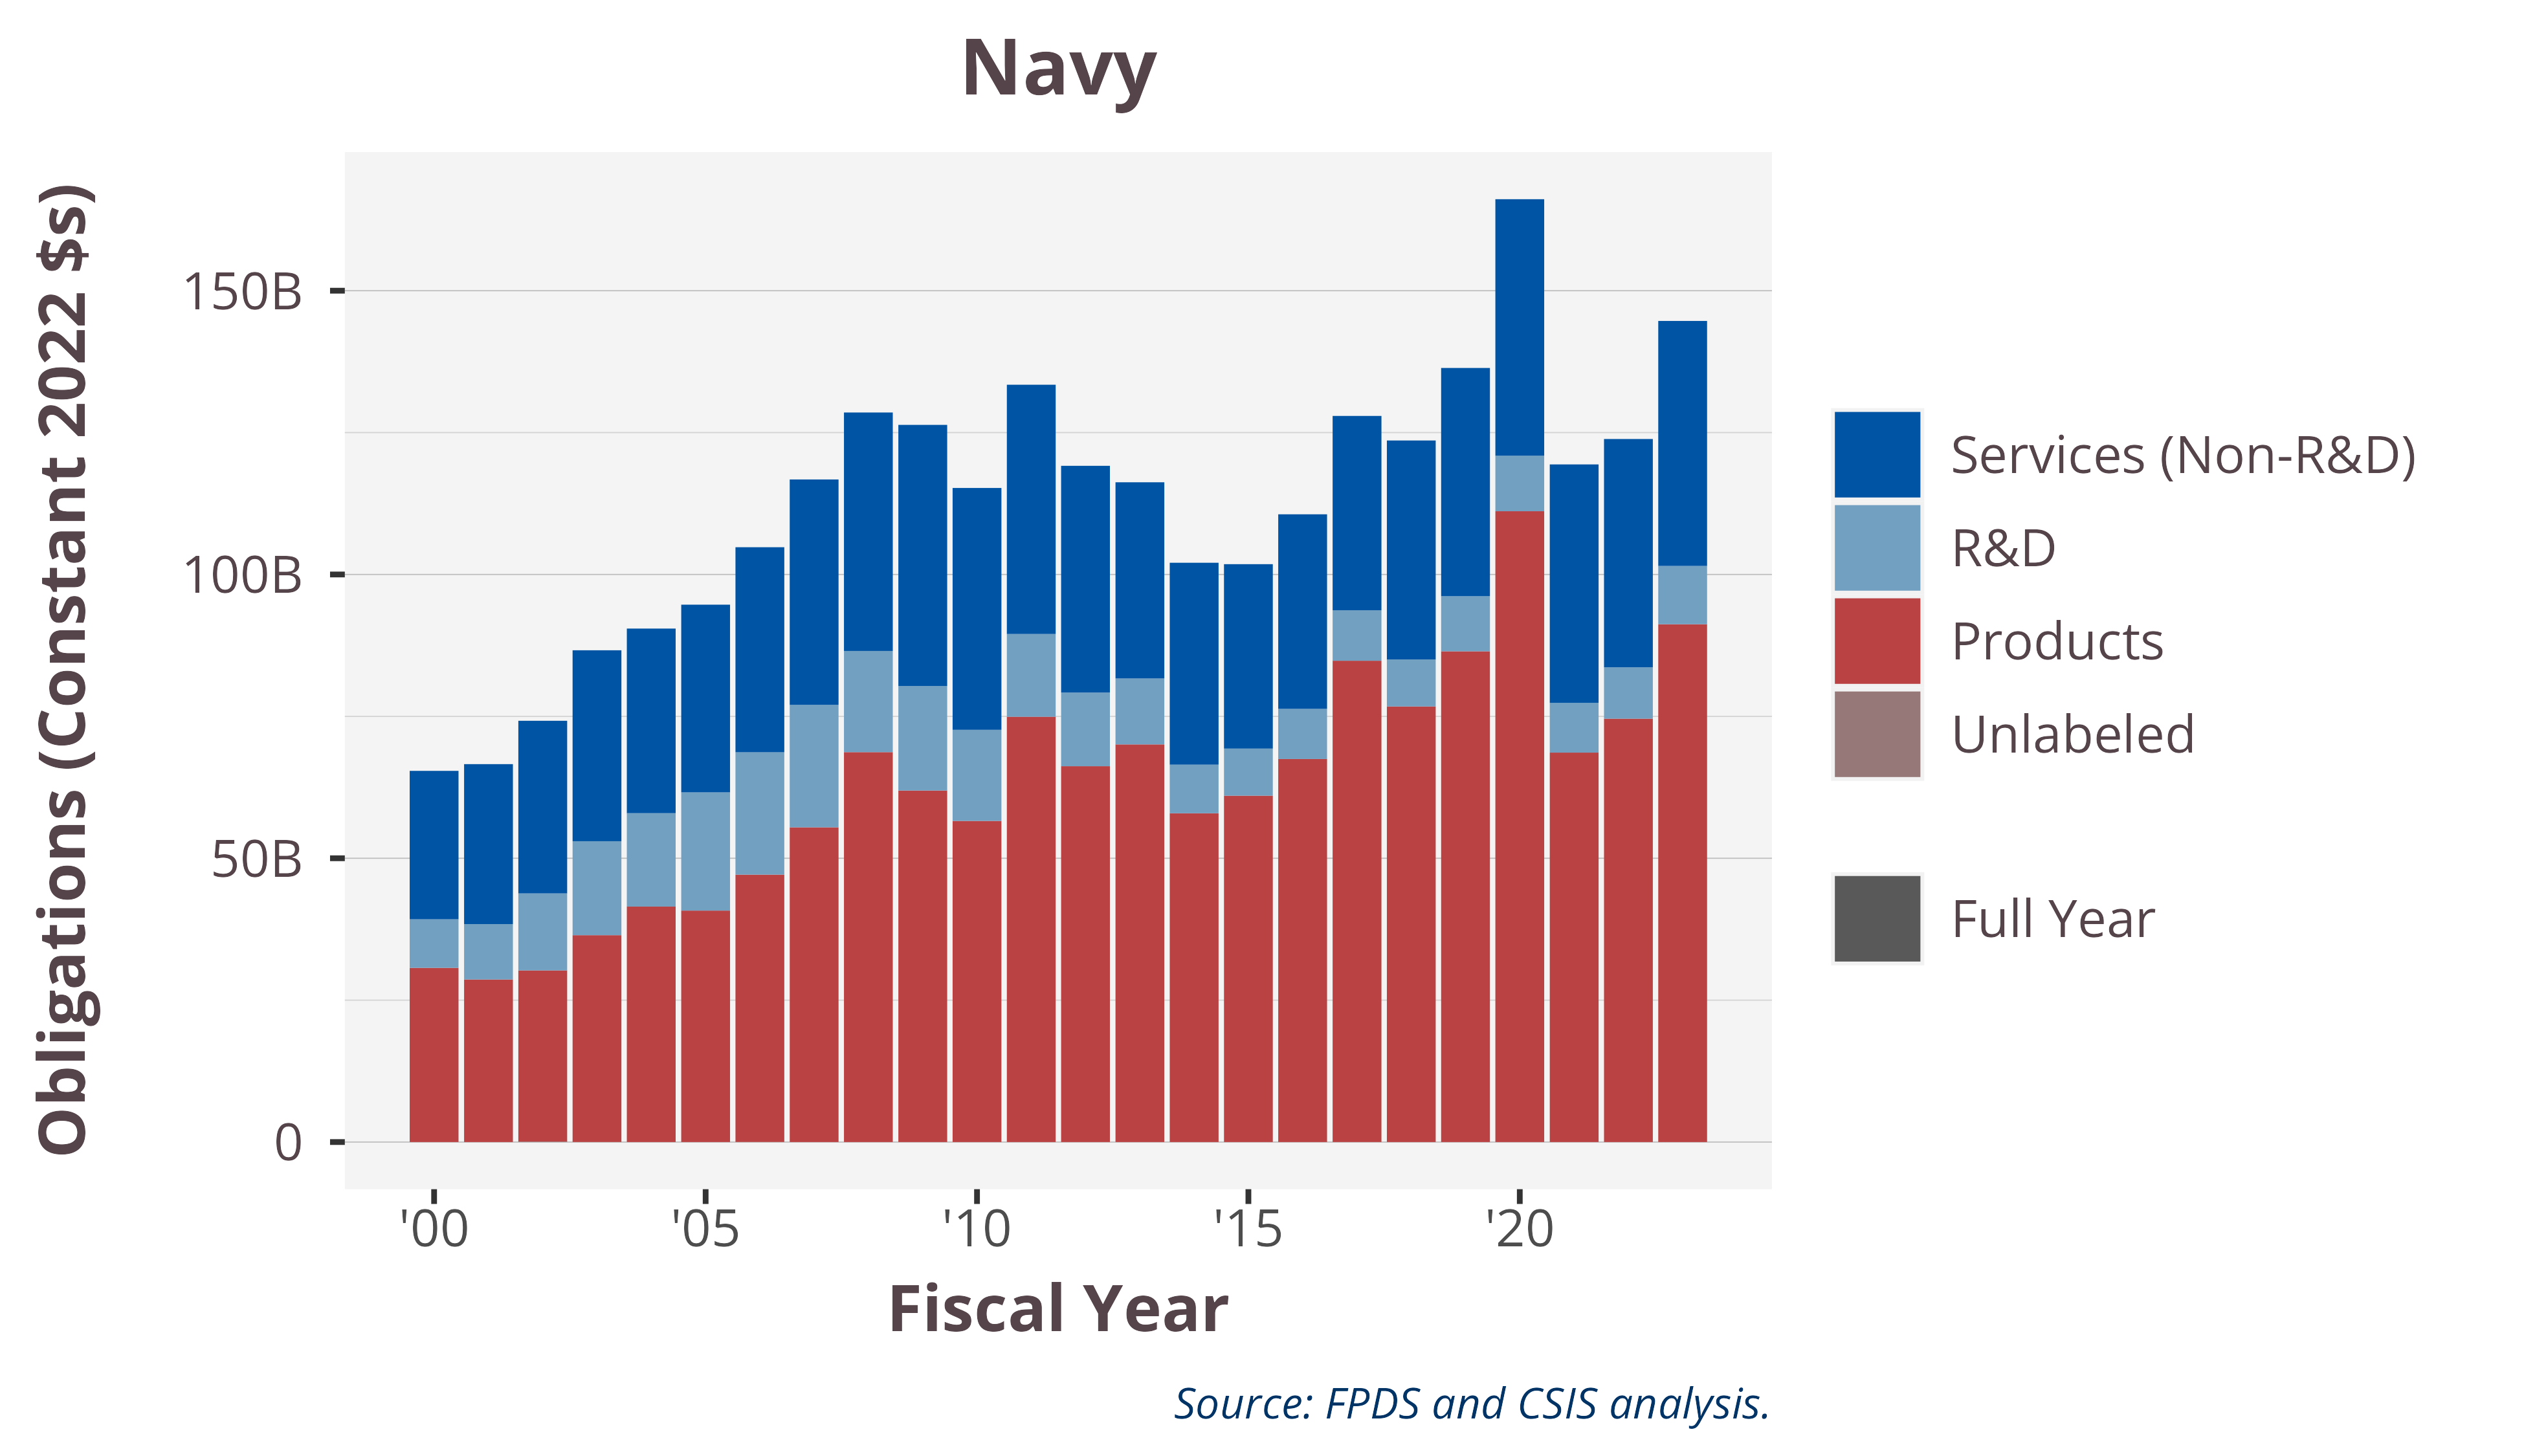 Navy
Obligations (Constant 2022 $s)
150B
100B
50B
0
'00
'05
'10
'15
'20
Fiscal Year
Services (Non-R&D)
R&D
Products
Unlabeled
Full Year
Source: FPDS and CSIS analysis.